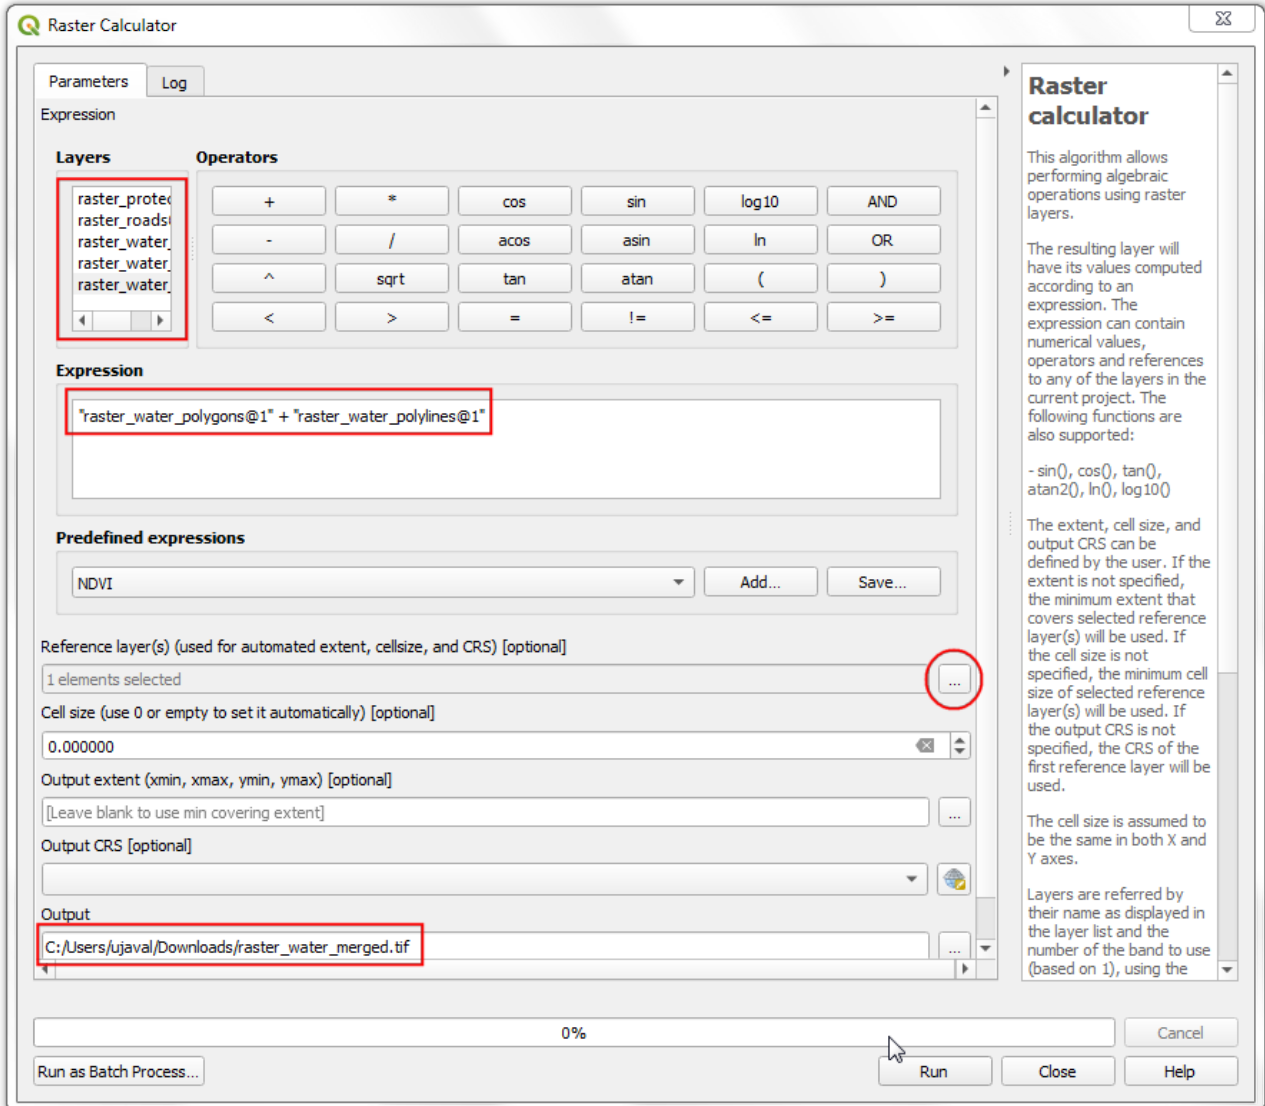 Raster Calculator
Parameters
Log
Expression
Layers
Operators
raster_protec
raster_roads
raster_water_
raster_water_
raster_water_
+ * cos sin log10 AND
- / acos asin ln OR
^ sqrt tan atan ( )
< > = != <= >=
Expression
"raster_water_polygons@1" + "raster_water_polylines@1"
Predefined expressions
NDVI
Add...
Save...
Reference layer(s) (used for automated extent, cellsize, and CRS) [optional]
1 elements selected
...
Cell size (use 0 or empty to set it automatically) [optional]
0.000000
Output extent (xmin, xmax, ymin, ymax) [optional]
[Leave blank to use min covering extent]
...
Output CRS [optional]
Output
C:/Users/ujaval/Downloads/raster_water_merged.tif
...
Raster
calculator
This algorithm allows
performing algebraic
operations using raster
layers.
The resulting layer will
have its values computed
according to an
expression. The
expression can contain
numerical values,
operators and references
to any of the layers in the
current project. The
following functions are
also supported:
- sin(), cos(), tan(),
atan2(), ln(), log10()
The extent, cell size, and
output CRS can be
defined by the user. If the
extent is not specified,
the minimum extent that
covers selected reference
layer(s) will be used. If
the cell size is not
specified, the minimum cell
size of selected reference
layer(s) will be used. If
the output CRS is not
specified, the CRS of the
first reference layer will be
used.
The cell size is assumed to
be the same in both X and
Y axes.
Layers are referred by
their name as displayed in
the layer list and the
number of the band to use
(based on 1), using the
0%
Cancel
Run as Batch Process...
Run
Close
Help